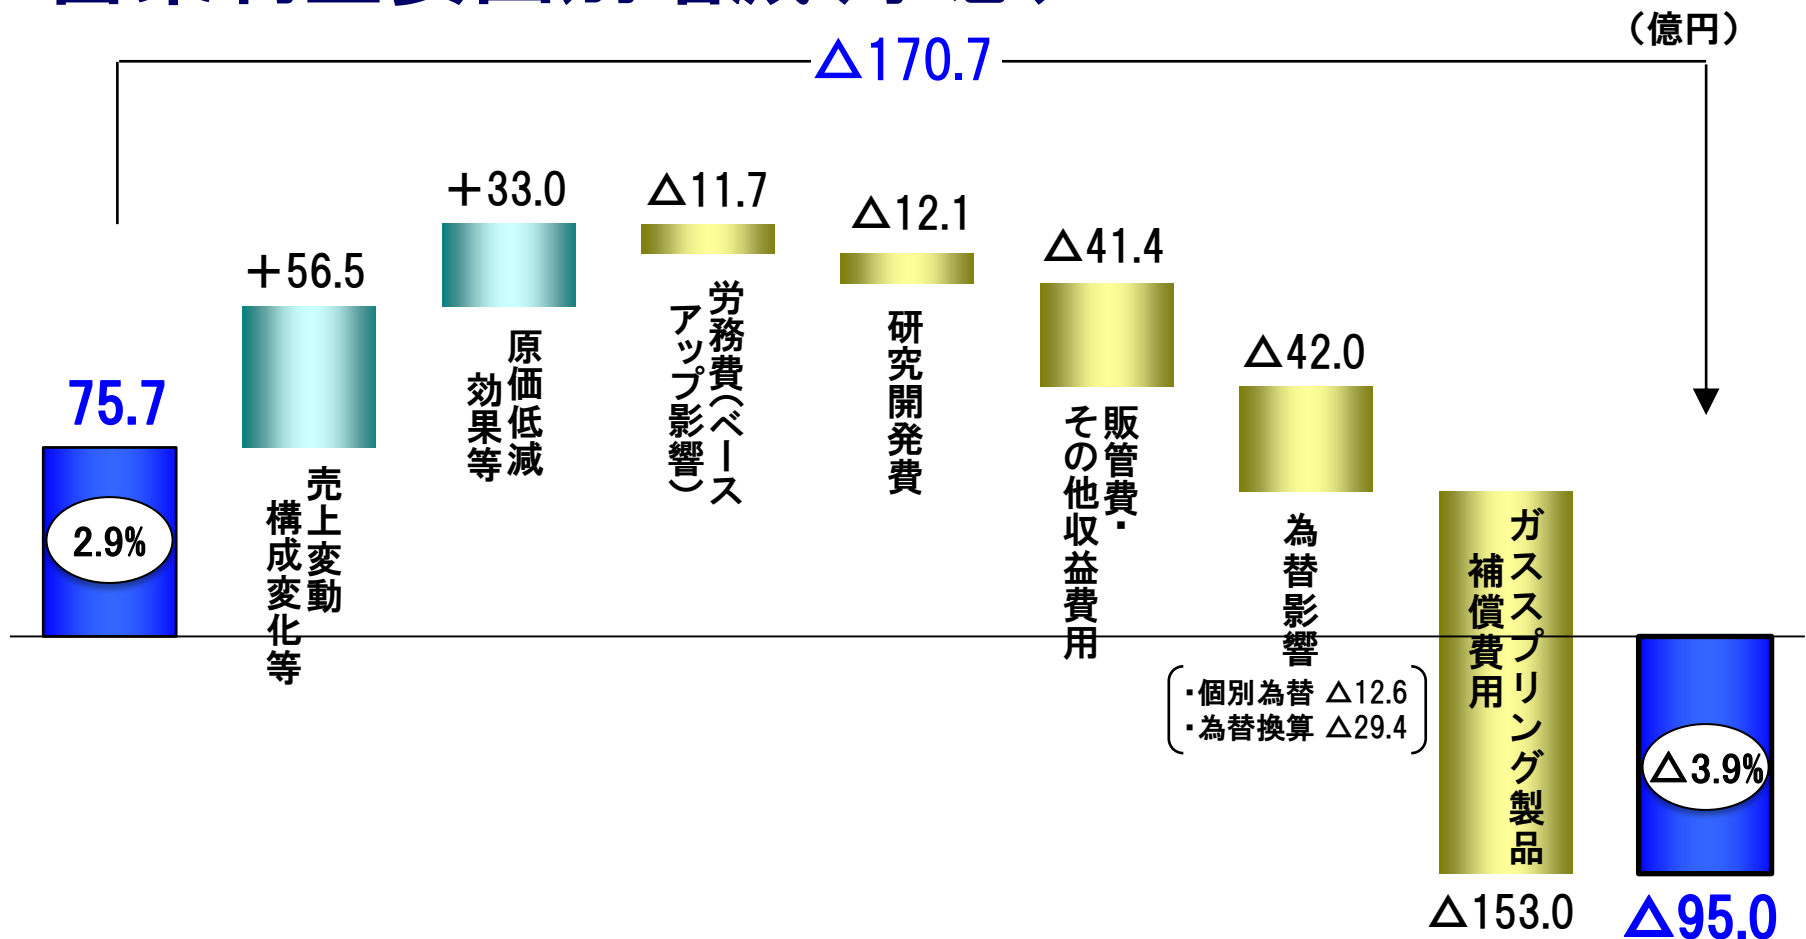 （億円）
△170.7
75.7
2.9%
＋56.5
売上変動
構成変化等
＋33.0
原価低減
効果等
△11.7
労務費（ベース
アップ影響）
△12.1
研究開発費
△41.4
販管費・
その他収益費用
△42.0
為替影響
・個別為替 △12.6
・為替換算 △29.4
ガススプリング製品
補償費用
△153.0
△3.9%
△95.0